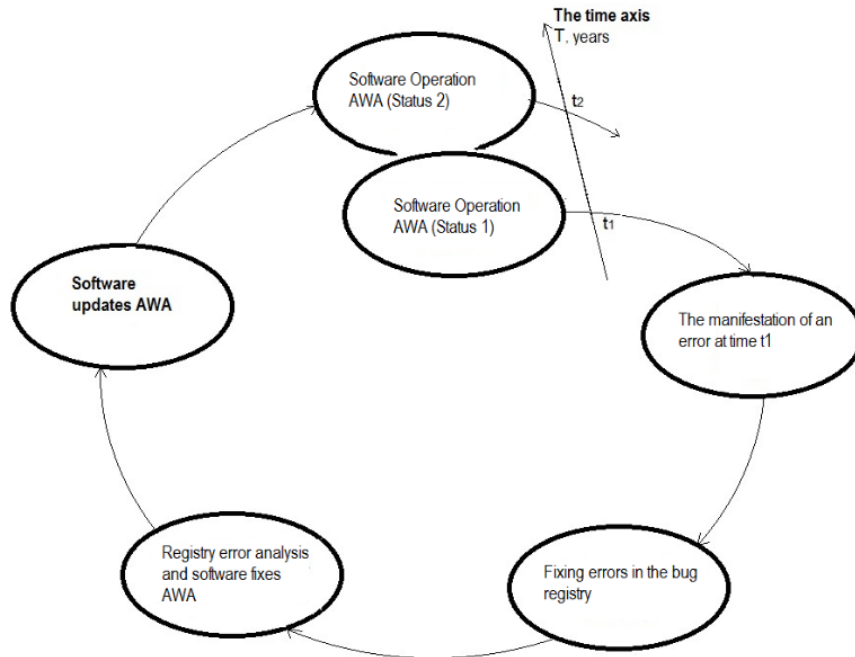 The time axis
T, years
Software Operation
AWA (Status 2)
t2
Software Operation
AWA (Status 1)
t1
Software
updates AWA
The manifestation of an
error at time t1
Registry error analysis
and software fixes
AWA
Fixing errors in the bug
registry